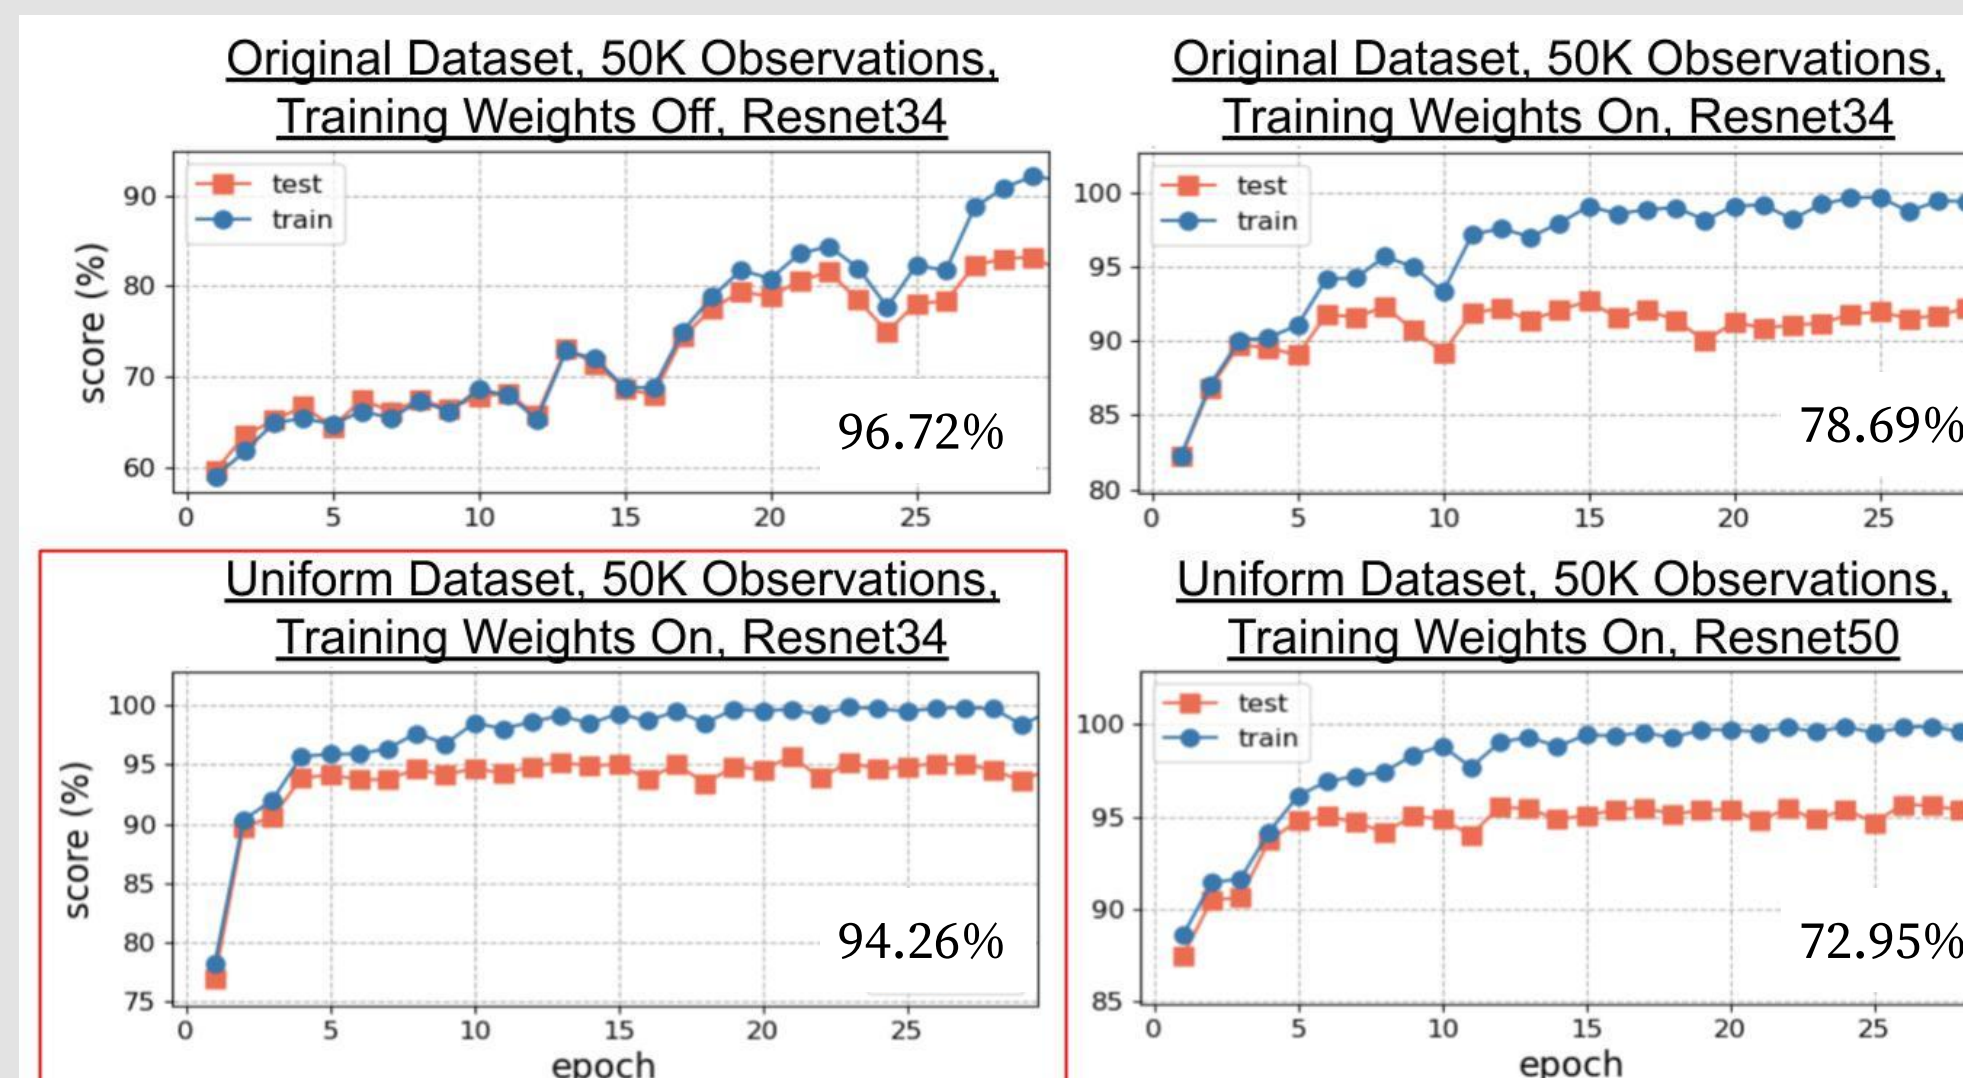 Original Dataset, 50K Observations,
Training Weights Off, Resnet34
test
train
90
80
70
60
score (%)
96.72%
0 5 10 15 20 25
Original Dataset, 50K Observations,
Training Weights On, Resnet34
test
train
100
95
90
85
80
78.69%
0 5 10 15 20 25
Uniform Dataset, 50K Observations,
Training Weights On, Resnet34
100
95
90
85
80
75
score (%)
94.26%
0 5 10 15 20 25
epoch
Uniform Dataset, 50K Observations,
Training Weights On, Resnet50
test
train
100
95
90
85
72.95%
0 5 10 15 20 25
epoch